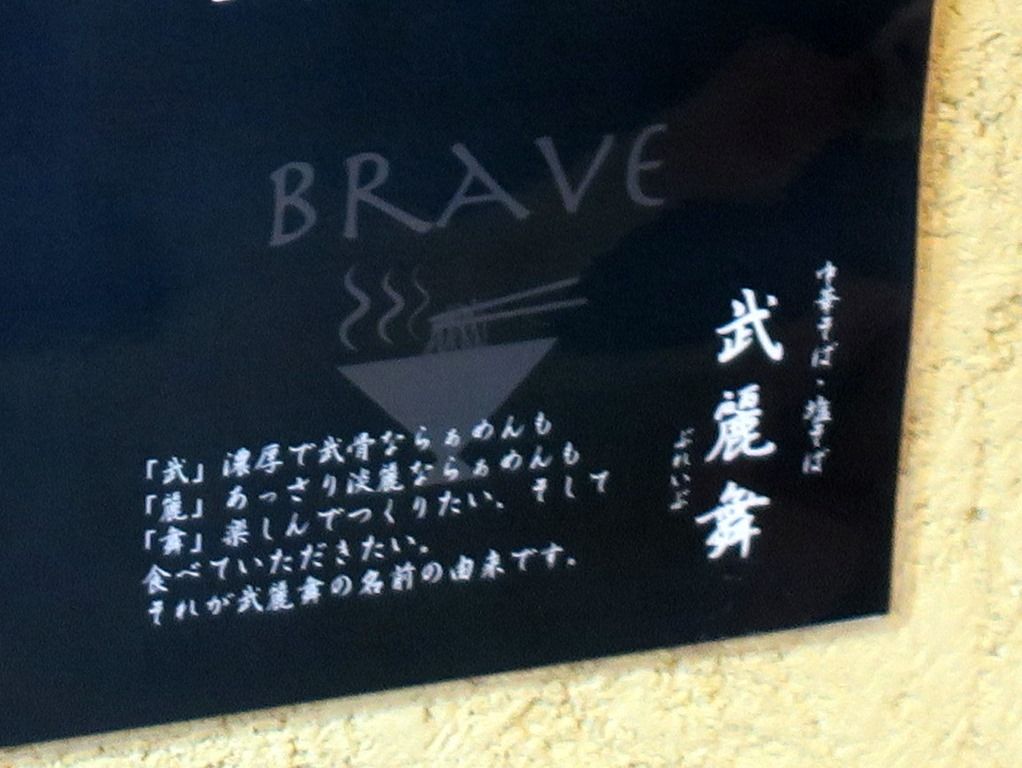 BRAVE
中華そば・塩そば
武麗舞
ぶれいぶ
「武」濃厚で武骨ならぁめんも
「麗」あっさり淡麗ならぁめんも
「舞」楽しんでつくりたい、そして
食べていただきたい。
それが武麗舞の名前の由来です。